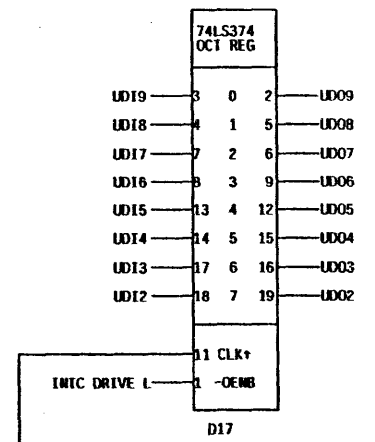 74LS374
OCT REG
UDI9 3 0 2 UDO9
UDI8 4 1 5 UDO8
UDI7 7 2 6 UDO7
UDI6 8 3 9 UDO6
UDI5 13 4 12 UDO5
UDI4 14 5 15 UDO4
UDI3 17 6 16 UDO3
UDI2 18 7 19 UDO2
11 CLK↑
INTC DRIVE L 1 -OENB
D17